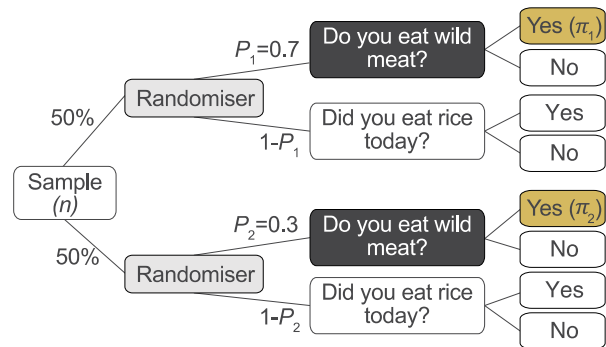 Sample
(n)
50%
50%
Randomiser
P₁=0.7
1-P₁
Do you eat wild
meat?
Yes (π₁)
No
Did you eat rice
today?
Yes
No
Randomiser
P₂=0.3
1-P₂
Do you eat wild
meat?
Yes (π₂)
No
Did you eat rice
today?
Yes
No